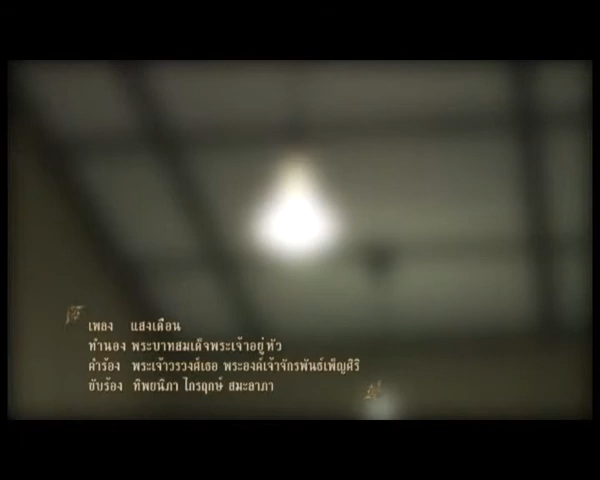 เพลง แสงเดือน
ทำนอง พระบาทสมเด็จพระเจ้าอยู่หัว
คำร้อง พระเจ้าวรวงศ์เธอ พระองค์เจ้าจักรพันธ์เพ็ญศิริ
ขับร้อง ทิพยนิภา ไกรฤกษ์ สมะลาภา